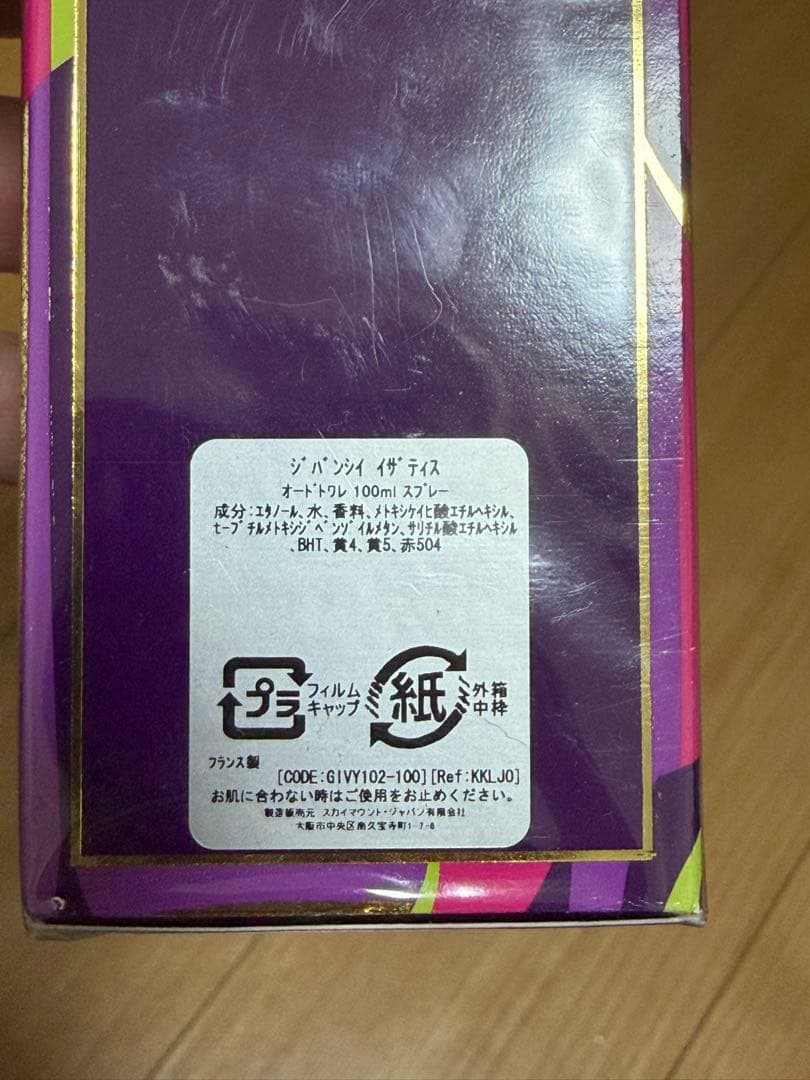 ジバンシイ イザティス
オードトワレ 100ml スプレー
成分:エタノール、水、香料、メトキシケイヒ酸エチルヘキシル、
t-ブチルメトキシジベンゾイルメタン、サリチル酸エチルヘキシル
、BHT、黄4、黄5、赤504
プラ フィルム キャップ
紙 外箱 中枠
フランス製
[CODE:GIVY102-100][Ref:KKLJO]
お肌に合わない時はご使用をお止めください。
製造販売元 スカイマウント・ジャパン有限会社
大阪市中央区南久宝寺町1-7-6